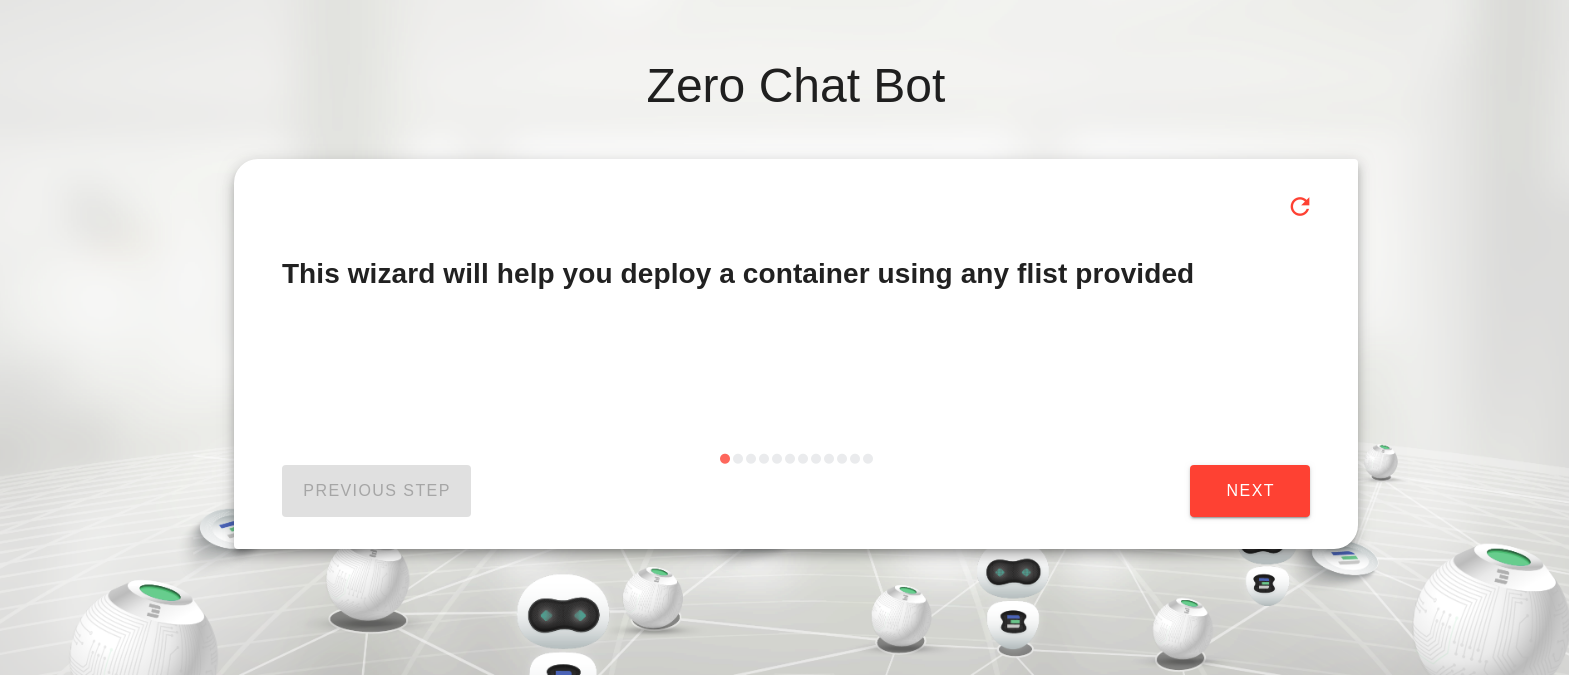 Zero Chat Bot
This wizard will help you deploy a container using any flist provided
PREVIOUS STEP
NEXT